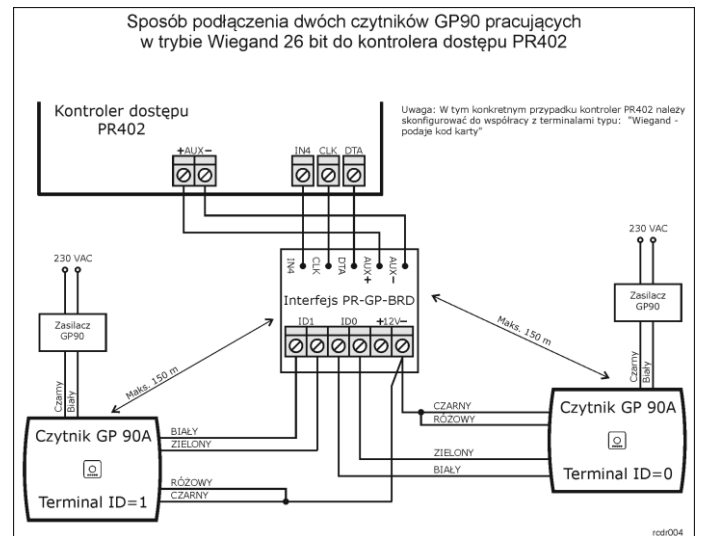 Sposób podłączenia dwóch czytników GP90 pracujących
w trybie Wiegand 26 bit do kontrolera dostępu PR402
Kontroler dostępu
PR402
Uwaga: W tym konkretnym przypadku kontroler PR402 należy
skonfigurować do współracy z terminalami typu: "Wiegand -
podaje kod karty"
+AUX−
IN4 CLK DTA
IN4 CLK DTA AUX+ AUX−
Interfejs PR-GP-BRD
ID1 ID0 +12V−
230 VAC
Zasilacz
GP90
Czarny
Biały
Maks. 150 m
Czytnik GP 90A
Terminal ID=1
BIAŁY
ZIELONY
RÓŻOWY
CZARNY
230 VAC
Zasilacz
GP90
Czarny
Biały
Maks. 150 m
CZARNY
RÓŻOWY
ZIELONY
BIAŁY
Czytnik GP 90A
Terminal ID=0
rcdr004